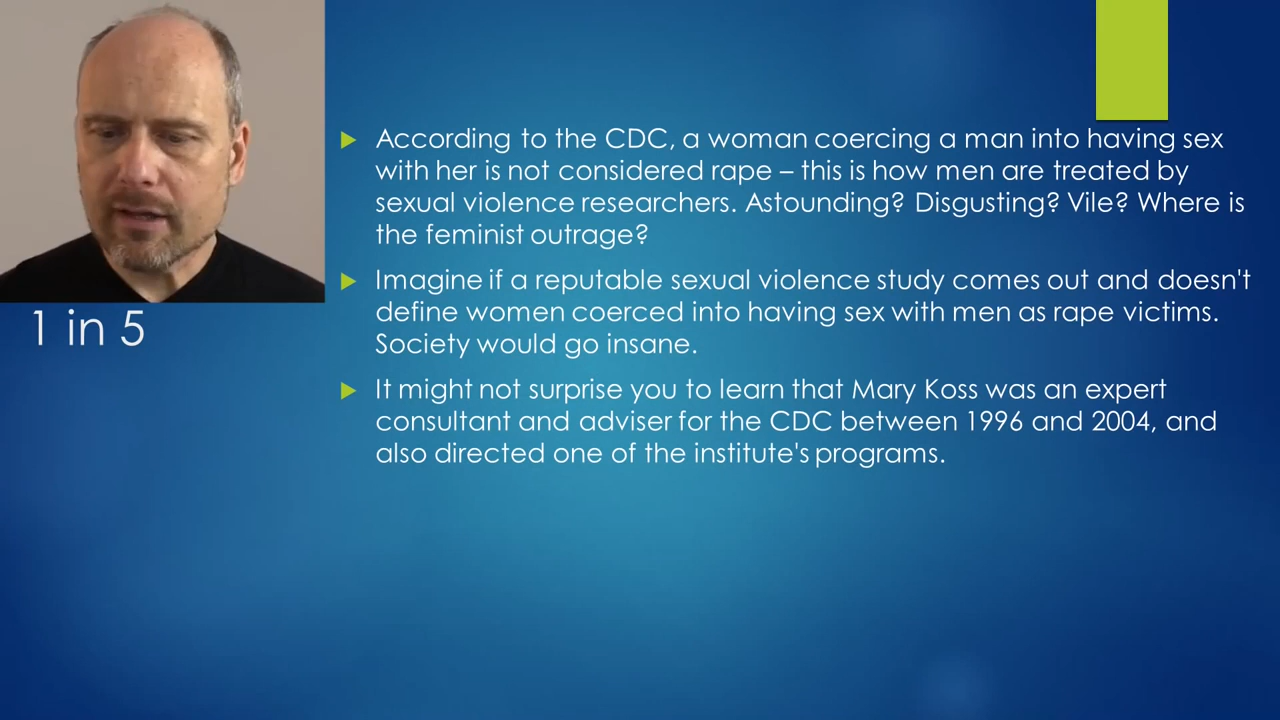 According to the CDC, a woman coercing a man into having sex
with her is not considered rape – this is how men are treated by
sexual violence researchers. Astounding? Disgusting? Vile? Where is
the feminist outrage?
Imagine if a reputable sexual violence study comes out and doesn't
define women coerced into having sex with men as rape victims.
Society would go insane.
It might not surprise you to learn that Mary Koss was an expert
consultant and adviser for the CDC between 1996 and 2004, and
also directed one of the institute's programs.
1 in 5